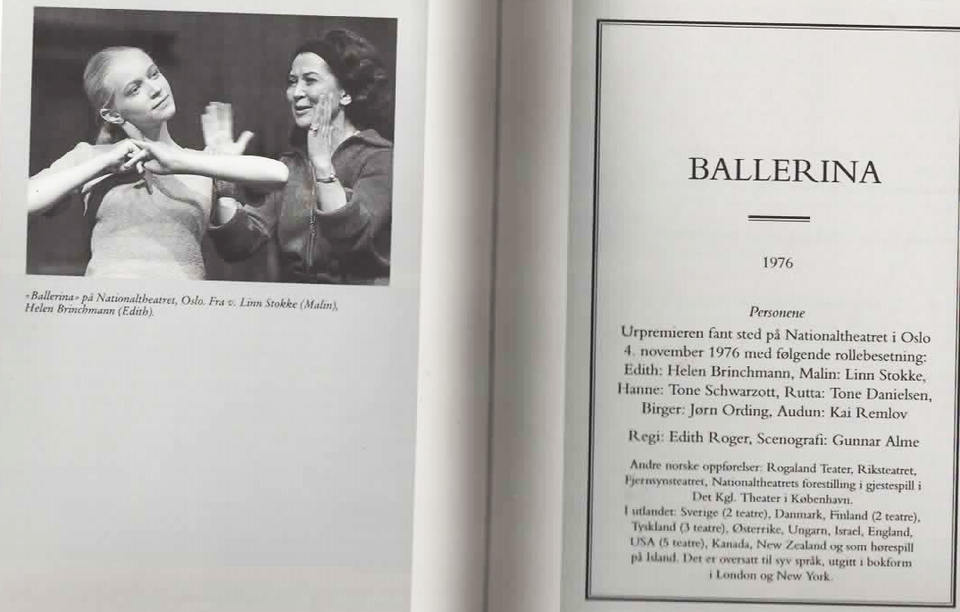 «Ballerina» på Nationaltheatret, Oslo. Fra v. Linn Stokke (Malin),
Helen Brinchmann (Edith).
BALLERINA
1976
Personene
Urpremieren fant sted på Nationaltheatret i Oslo
4. november 1976 med følgende rollebesetning:
Edith: Helen Brinchmann, Malin: Linn Stokke,
Hanne: Tone Schwarzott, Rutta: Tone Danielsen,
Birger: Jørn Ording, Audun: Kai Remlov
Regi: Edith Roger, Scenografi: Gunnar Alme
Andre norske oppførelser: Rogaland Teater, Riksteatret,
Fjernsynsteatret, Nationaltheatrets forestilling i gjestespill i
Det Kgl. Theater i København.
I utlandet: Sverige (2 teatre), Danmark, Finland (2 teatre),
Tyskland (3 teatre), Østerrike, Ungarn, Israel, England,
USA (5 teatre), Kanada, New Zealand og som hørespill
på Island. Det er oversatt til syv språk, utgitt i bokform
i London og New York.